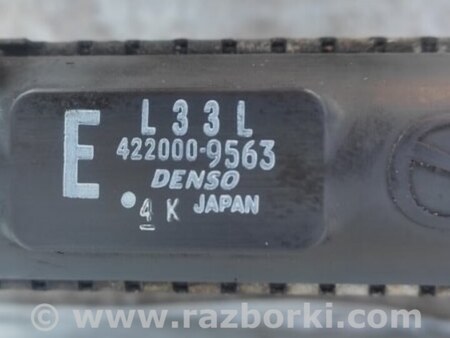 E
L33L
422000-9563
DENSO
4 K JAPAN
© www.razborki.com